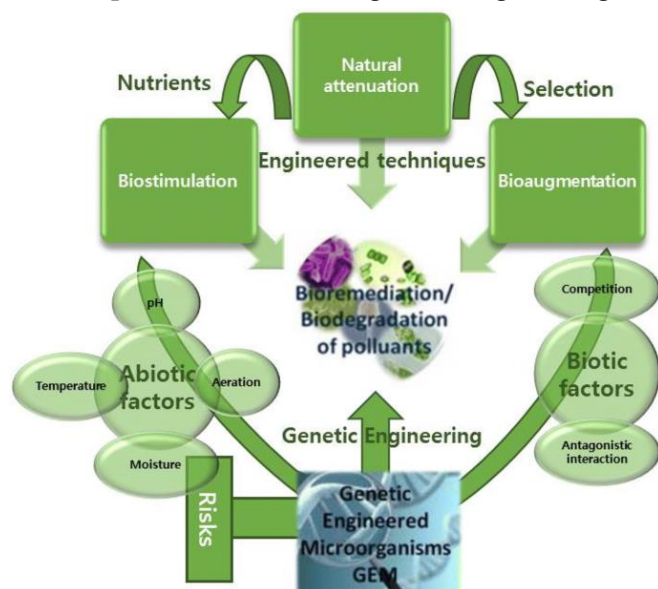 Natural
attenuation
Nutrients
Selection
Engineered techniques
Biostimulation
Bioaugmentation
Bioremediation/
Biodegradation
of polluants
pH
Temperature
Abiotic
factors
Aeration
Moisture
Competition
Biotic
factors
Antagonistic
interaction
Genetic Engineering
Risks
Genetic
Engineered
Microorganisms
GEM